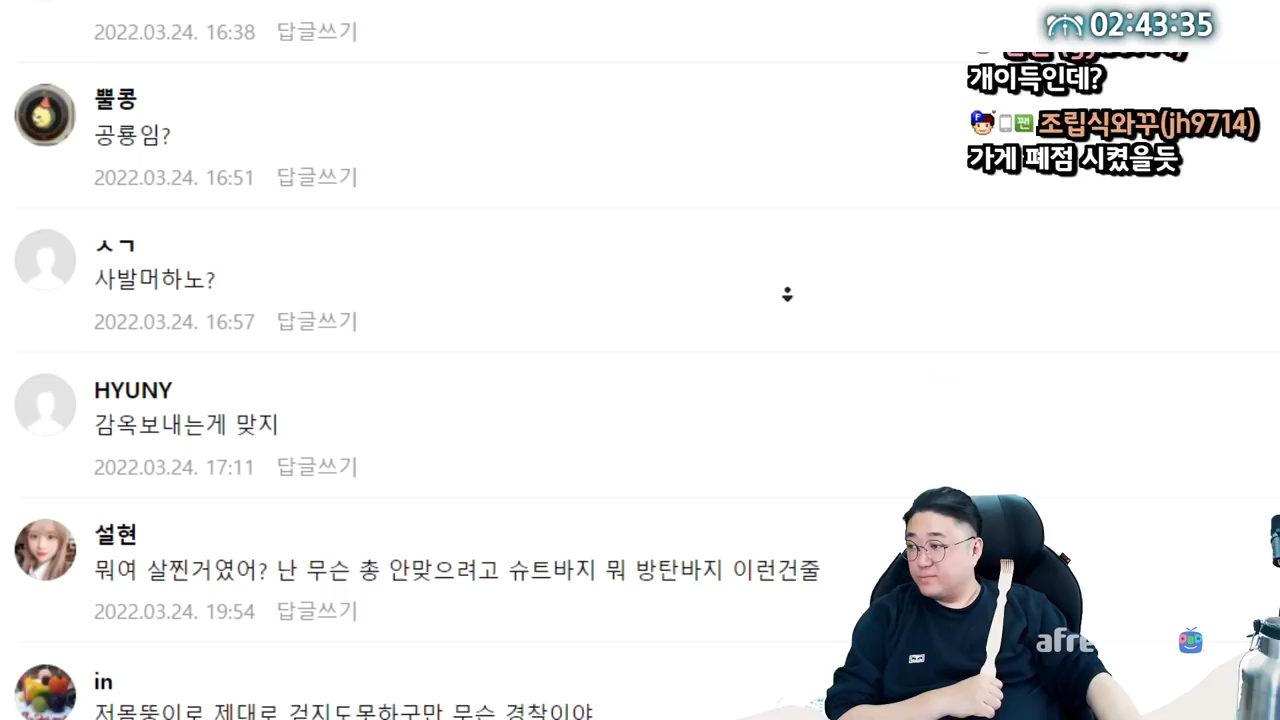 2022.03.24. 16:38 답글쓰기
02:43:35
개이득인데?
뿔콩
공룡임?
2022.03.24. 16:51 답글쓰기
F 팬 조립식와꾸(jh9714)
가게 폐점 시켰을듯
ㅅㄱ
사발머하노?
2022.03.24. 16:57 답글쓰기
HYUNY
감옥보내는게 맞지
2022.03.24. 17:11 답글쓰기
설현
뭐여 살찐거였어? 난 무슨 총 안맞으려고 슈트바지 뭐 방탄바지 이런건줄
2022.03.24. 19:54 답글쓰기
afre
in
저몸뚱이로 제대로 걷지도못하구만 무슨 경찰이야